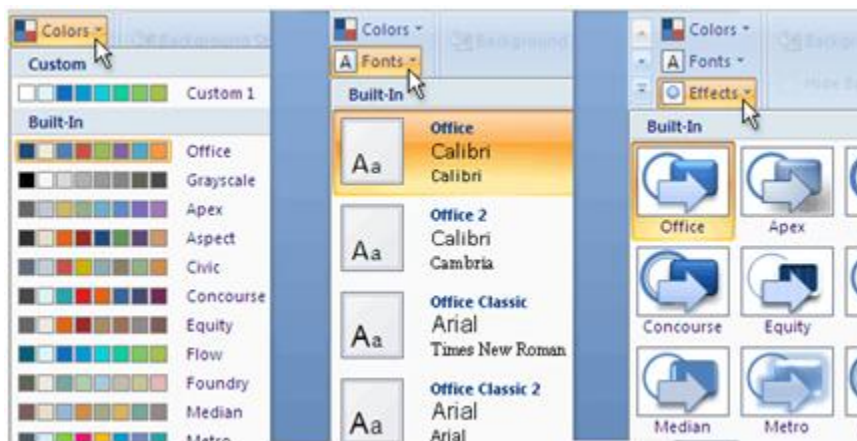 Colors
Custom
Custom 1
Built-In
Office
Grayscale
Apex
Aspect
Civic
Concourse
Equity
Flow
Foundry
Median
Metro
Colors
A Fonts
Built-In
Office
Aa Calibri
Calibri
Office 2
Aa Calibri
Cambria
Office Classic
Aa Arial
Times New Roman
Office Classic 2
Aa Arial
Arial
Colors
A Fonts
Effects
Built-In
Office Apex
Concourse Equity
Median Metro